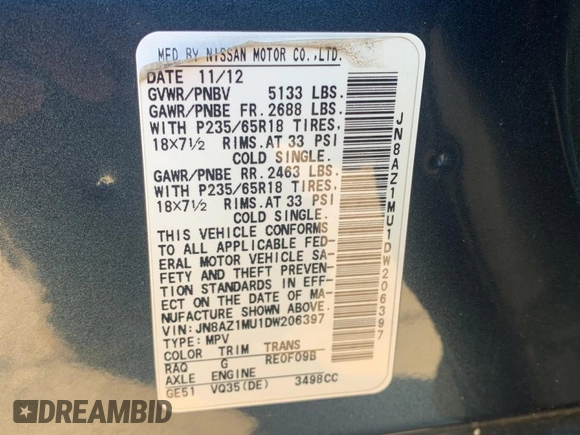 MFD BY NISSAN MOTOR CO.,LTD.
DATE 11/12
GVWR/PNBV 5133 LBS.
GAWR/PNBE FR. 2688 LBS.
WITH P235/65R18 TIRES,
18X7½ RIMS.AT 33 PSI
COLD SINGLE.
GAWR/PNBE RR. 2463 LBS.
WITH P235/65R18 TIRES,
18X7½ RIMS.AT 33 PSI
COLD SINGLE.
THIS VEHICLE CONFORMS
TO ALL APPLICABLE FED-
ERAL MOTOR VEHICLE SA-
FETY AND THEFT PREVEN-
TION STANDARDS IN EFF-
ECT ON THE DATE OF MA-
NUFACTURE SHOWN ABOVE.
VIN: JN8AZ1MU1DW206397
TYPE: MPV
COLOR TRIM TRANS
RAQ G RE0F09B
AXLE ENGINE
GE51 VQ35(DE) 3498CC
JN8AZ1MU1DW206397
DREAMBID